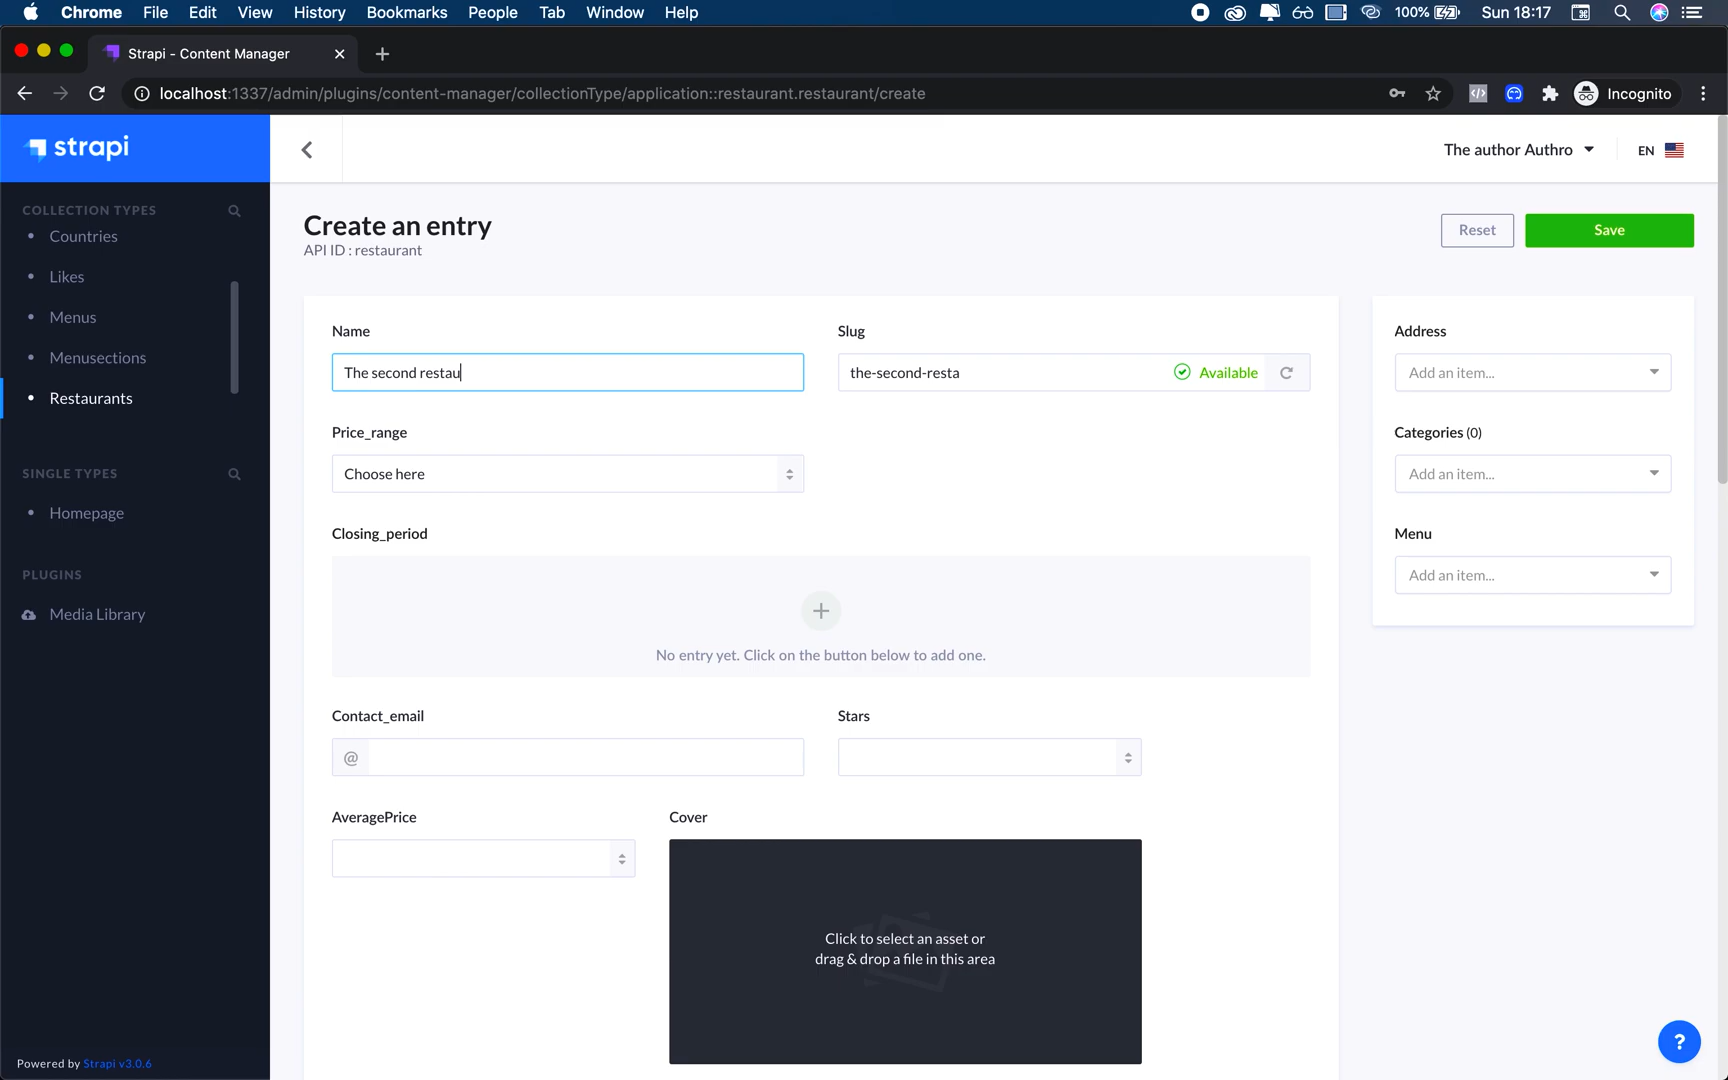 Chrome File Edit View History Bookmarks People Tab Window Help 100% Sun 18:17
Strapi - Content Manager
localhost:1337/admin/plugins/content-manager/collectionType/application::restaurant.restaurant/create Incognito
strapi
The author Authro
EN
COLLECTION TYPES
Countries
Likes
Menus
Menusections
Restaurants
SINGLE TYPES
Homepage
PLUGINS
Media Library
Powered by Strapi v3.0.6
Create an entry
API ID : restaurant
Reset
Save
Name
The second restau
Slug
the-second-resta
Available
Price_range
Choose here
Closing_period
No entry yet. Click on the button below to add one.
Contact_email
@
Stars
AveragePrice
Cover
Click to select an asset or
drag & drop a file in this area
Address
Add an item...
Categories (0)
Add an item...
Menu
Add an item...
?